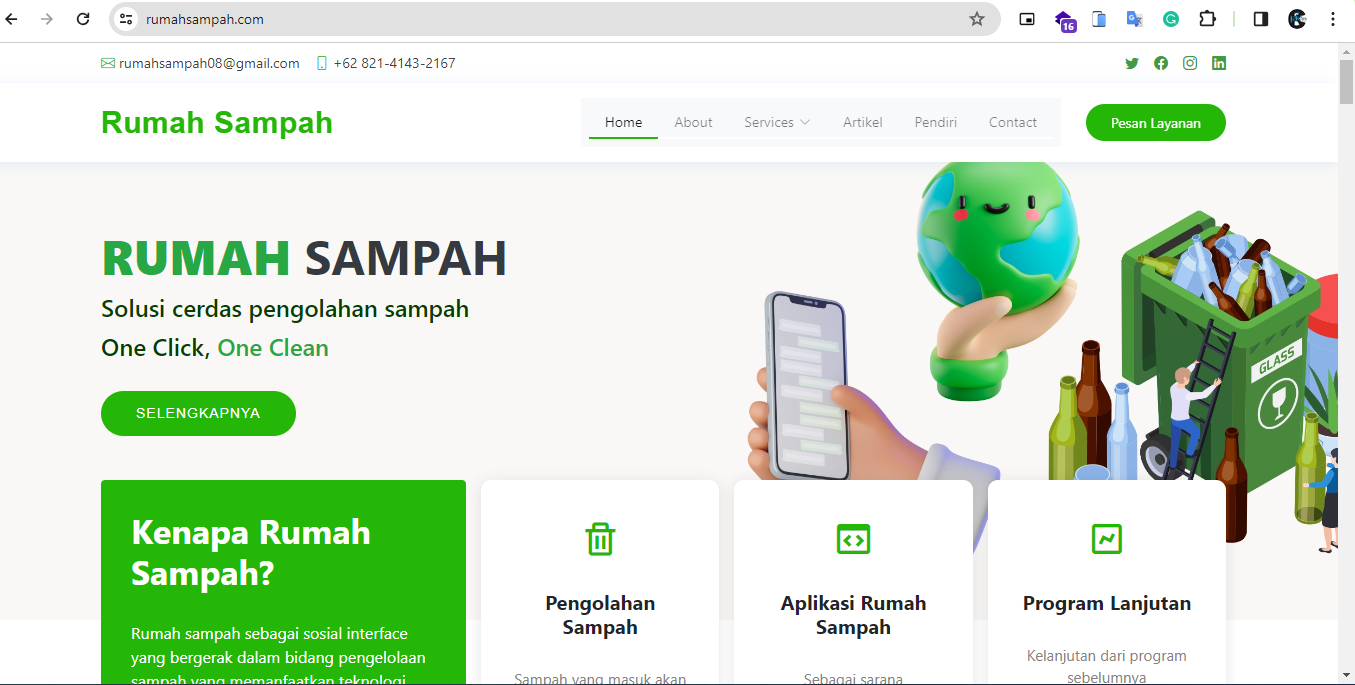 rumahsampah.com
16
rumahsampah08@gmail.com
+62 821-4143-2167
Rumah Sampah
Home
About
Services
Artikel
Pendiri
Contact
Pesan Layanan
RUMAH SAMPAH
Solusi cerdas pengolahan sampah
One Click, One Clean
SELENGKAPNYA
GLASS
Kenapa Rumah
Sampah?
Rumah sampah sebagai sosial interface
yang bergerak dalam bidang pengelolaan
sampah yang memanfaatkan teknologi
Pengolahan
Sampah
Sampah yang masuk akan
Aplikasi Rumah
Sampah
Sebagai sarana
Program Lanjutan
Kelanjutan dari program
sebelumnya